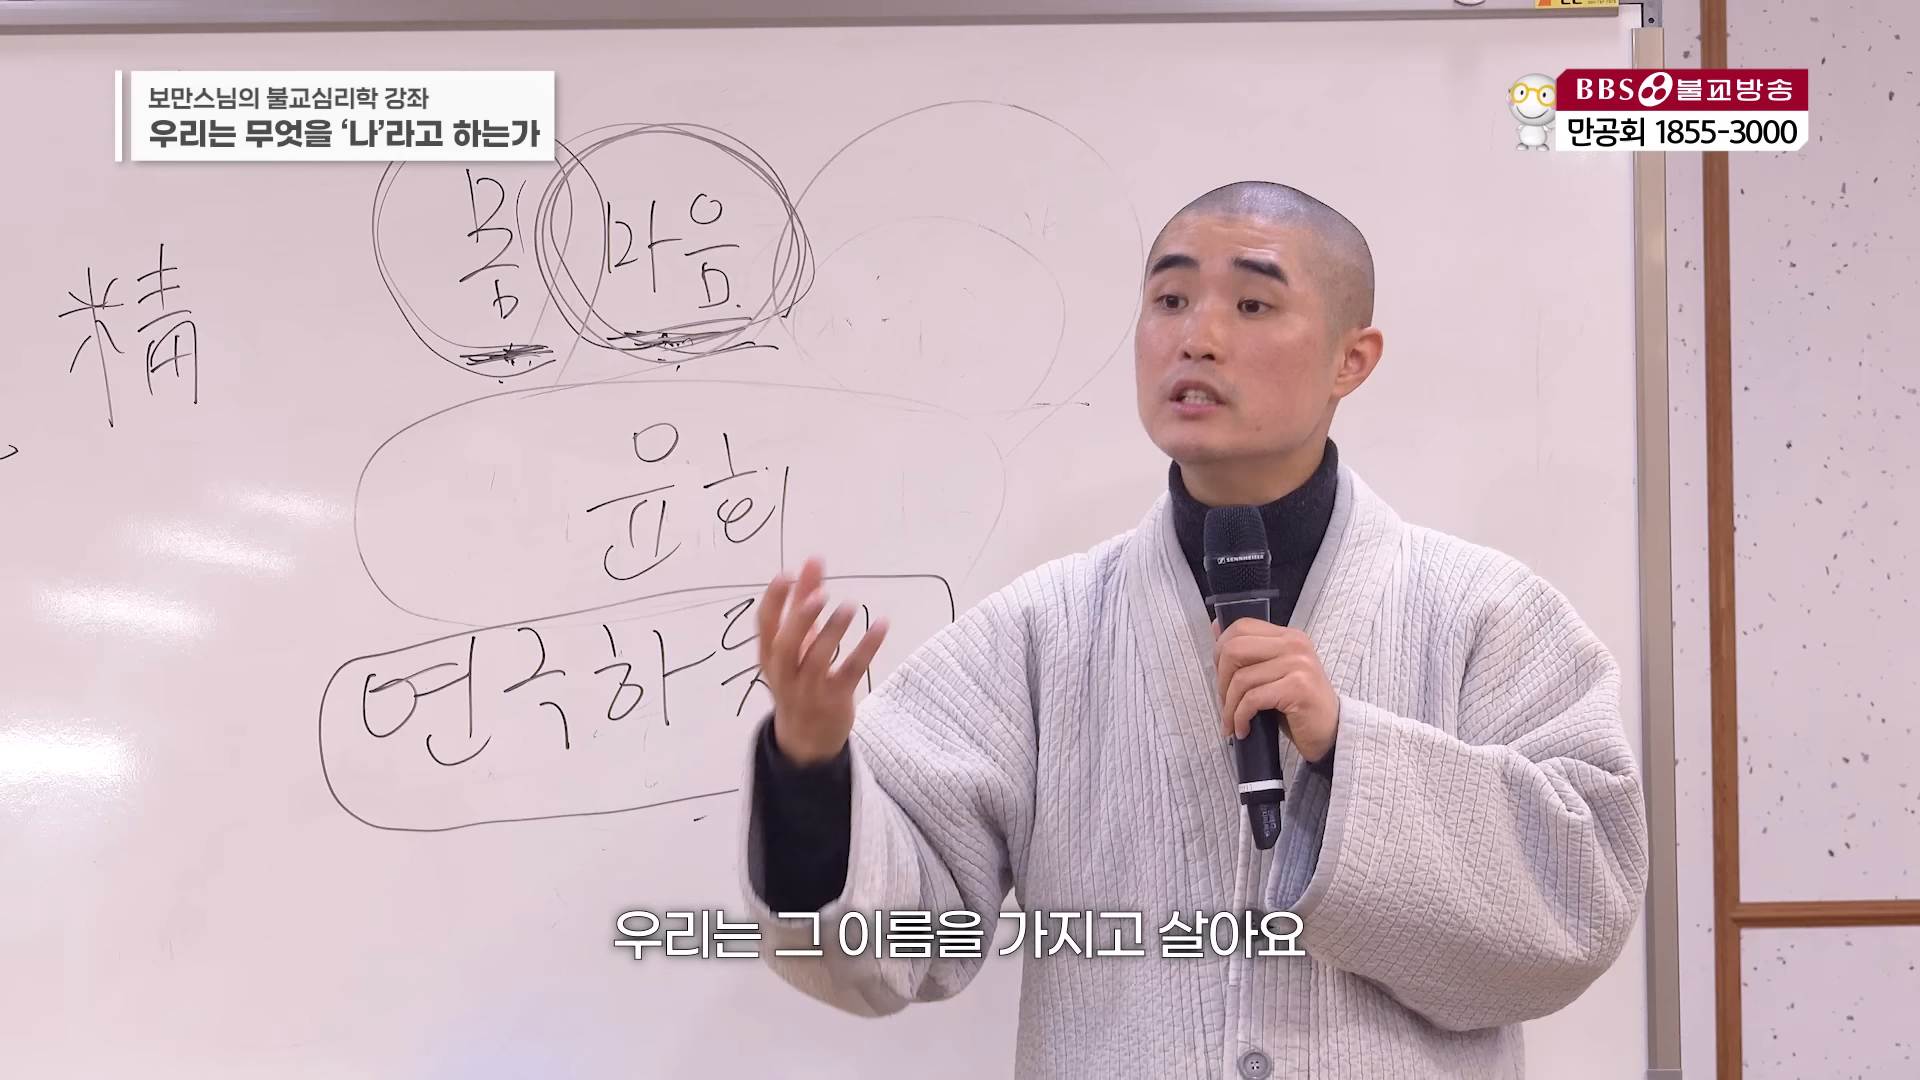 보만스님의 불교심리학 강좌
우리는 무엇을 ‘나’라고 하는가
BBS 불교방송
만공회 1855-3000
몸 마음
精
윤회
연극하듯이
SENNHEISER
우리는 그 이름을 가지고 살아요